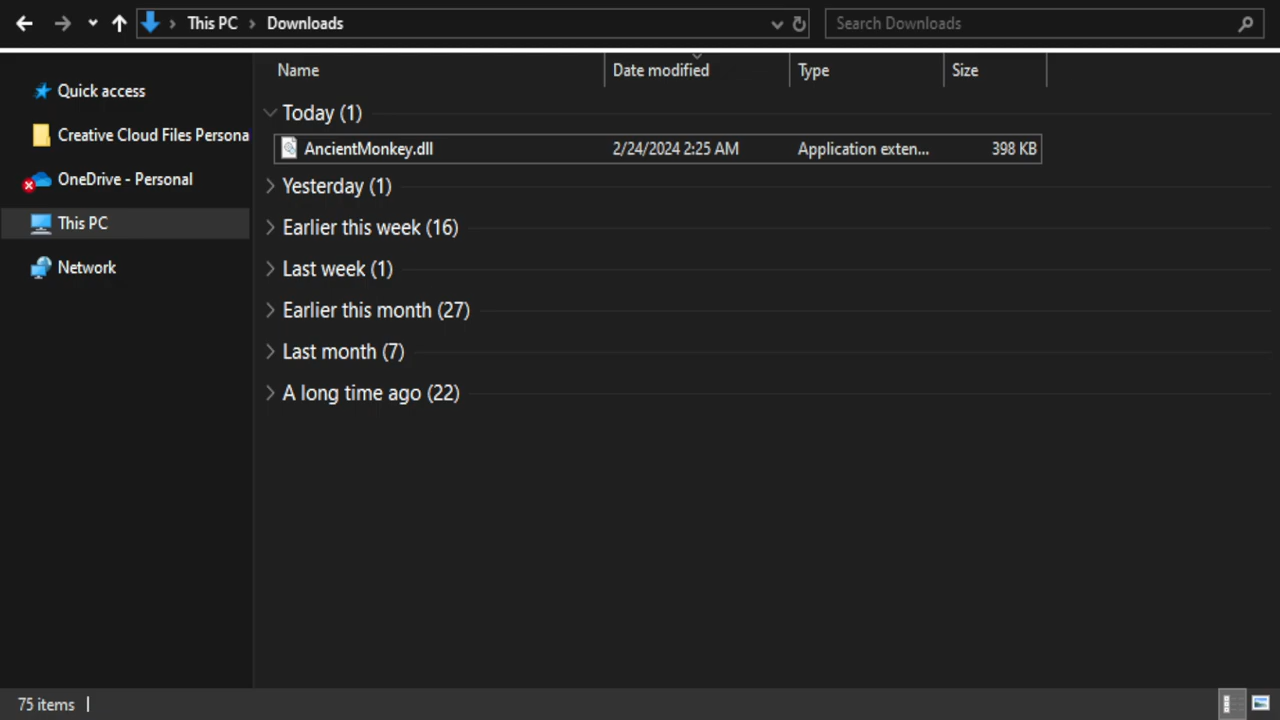 This PC > Downloads
Search Downloads
Quick access
Creative Cloud Files Persona
OneDrive - Personal
This PC
Network
Name Date modified Type Size
Today (1)
AncientMonkey.dll 2/24/2024 2:25 AM Application exten... 398 KB
Yesterday (1)
Earlier this week (16)
Last week (1)
Earlier this month (27)
Last month (7)
A long time ago (22)
75 items